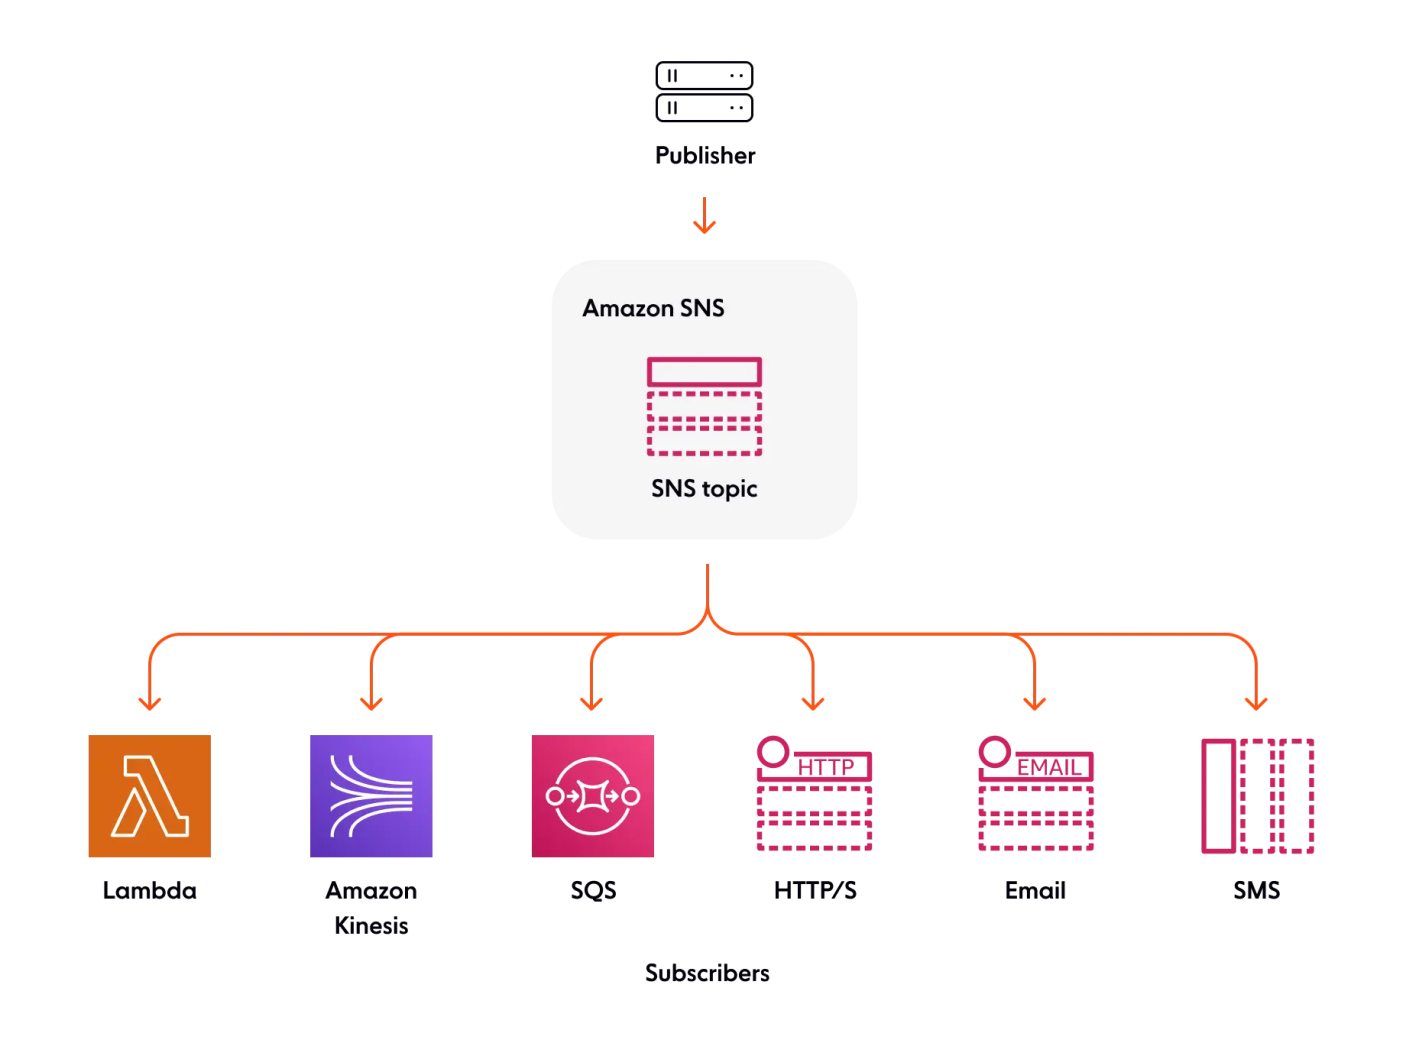 Publisher
Amazon SNS
SNS topic
HTTP
EMAIL
Lambda
Amazon
Kinesis
SQS
HTTP/S
Email
SMS
Subscribers